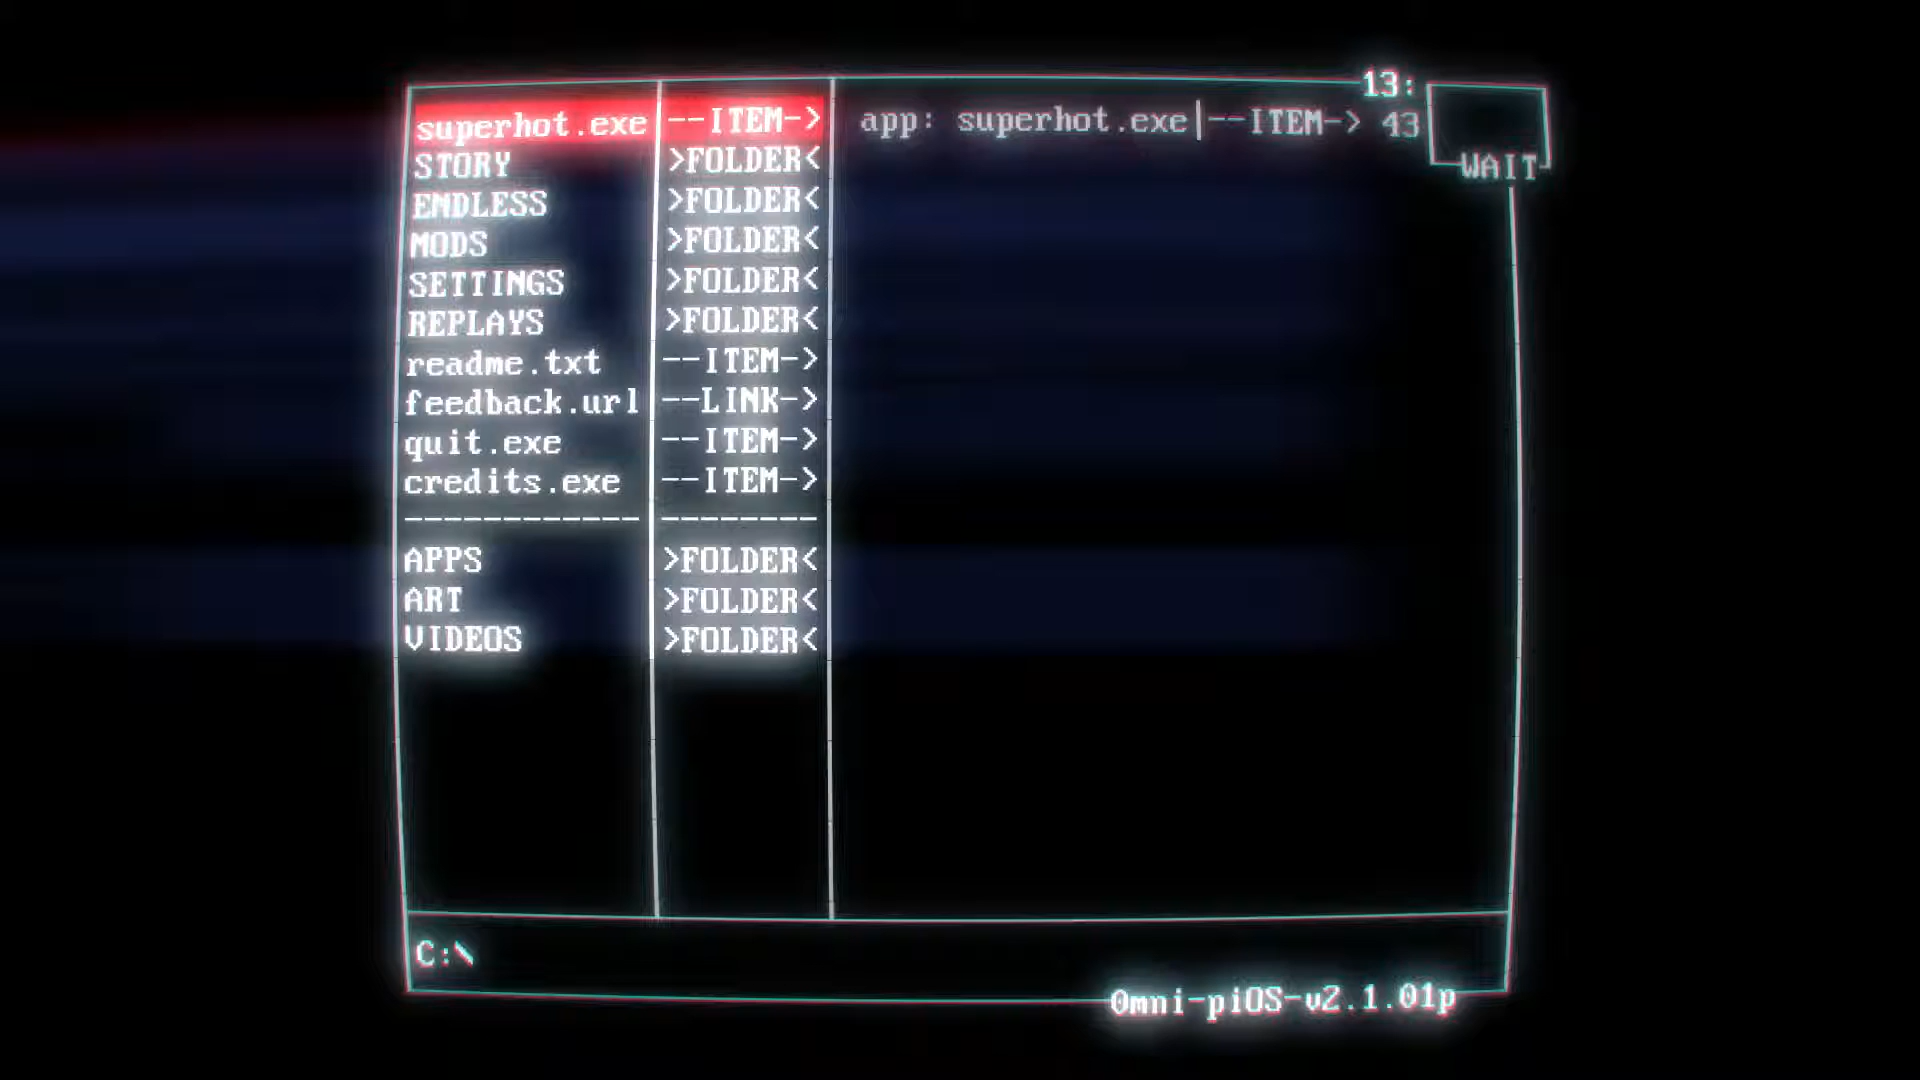 13:
superhot.exe --ITEM-> app: superhot.exe|--ITEM-> 43
STORY >FOLDER< WAIT
ENDLESS >FOLDER<
MODS >FOLDER<
SETTINGS >FOLDER<
REPLAYS >FOLDER<
readme.txt --ITEM->
feedback.url --LINK->
quit.exe --ITEM->
credits.exe --ITEM->
------------ --------
APPS >FOLDER<
ART >FOLDER<
VIDEOS >FOLDER<
C:\
0mni-piOS-v2.1.01p